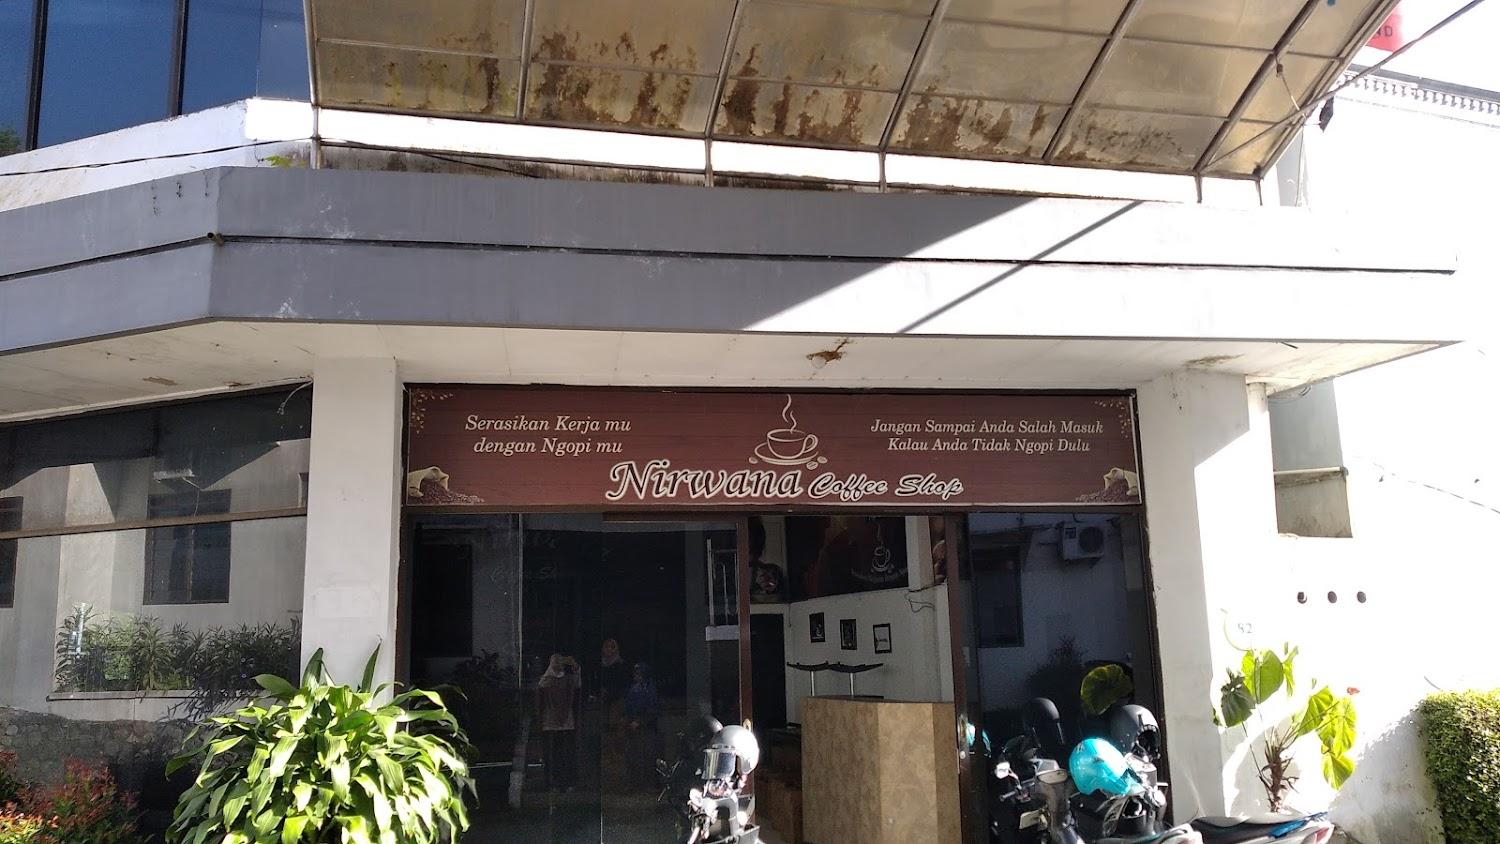 Serasikan Kerja mu
dengan Ngopi mu
Jangan Sampai Anda Salah Masuk
Kalau Anda Tidak Ngopi Dulu
Nirwana Coffee Shop
82